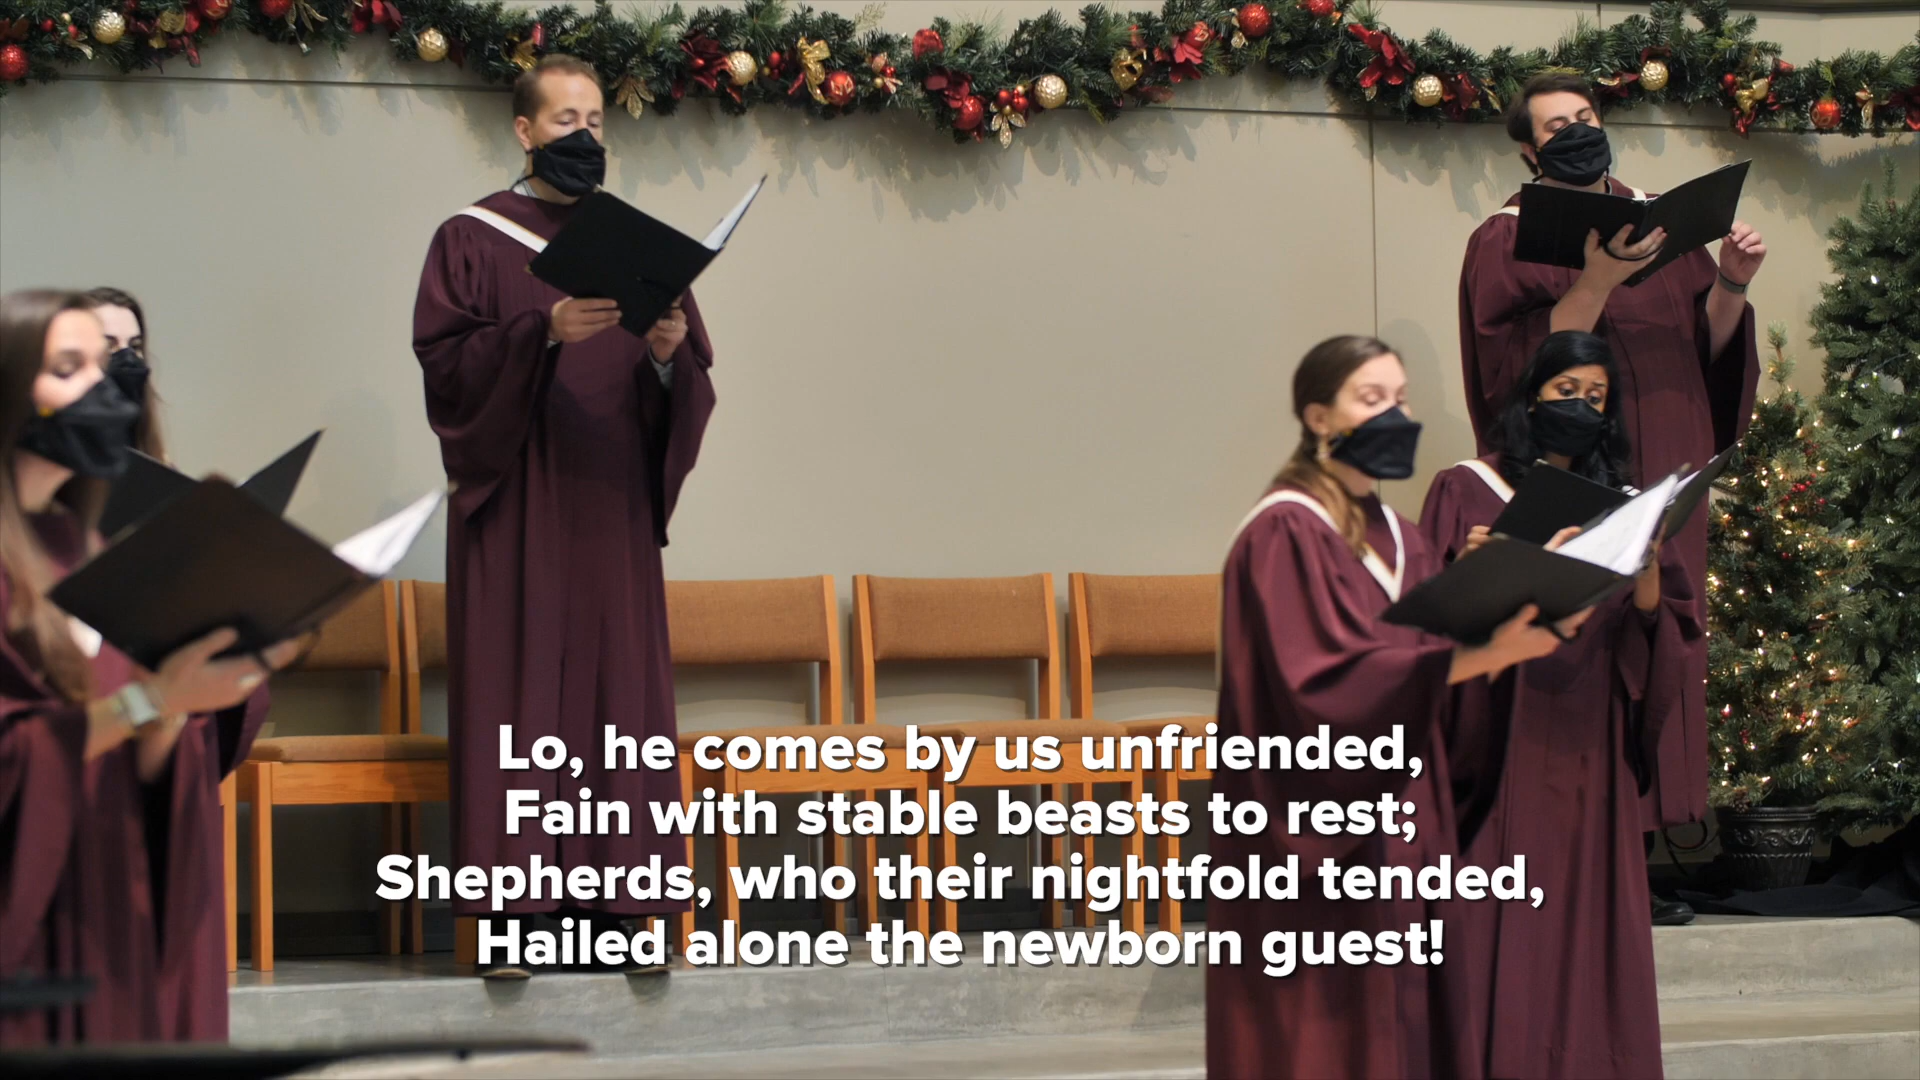 Lo, he comes by us unfriended,
Fain with stable beasts to rest;
Shepherds, who their nightfold tended,
Hailed alone the newborn guest!